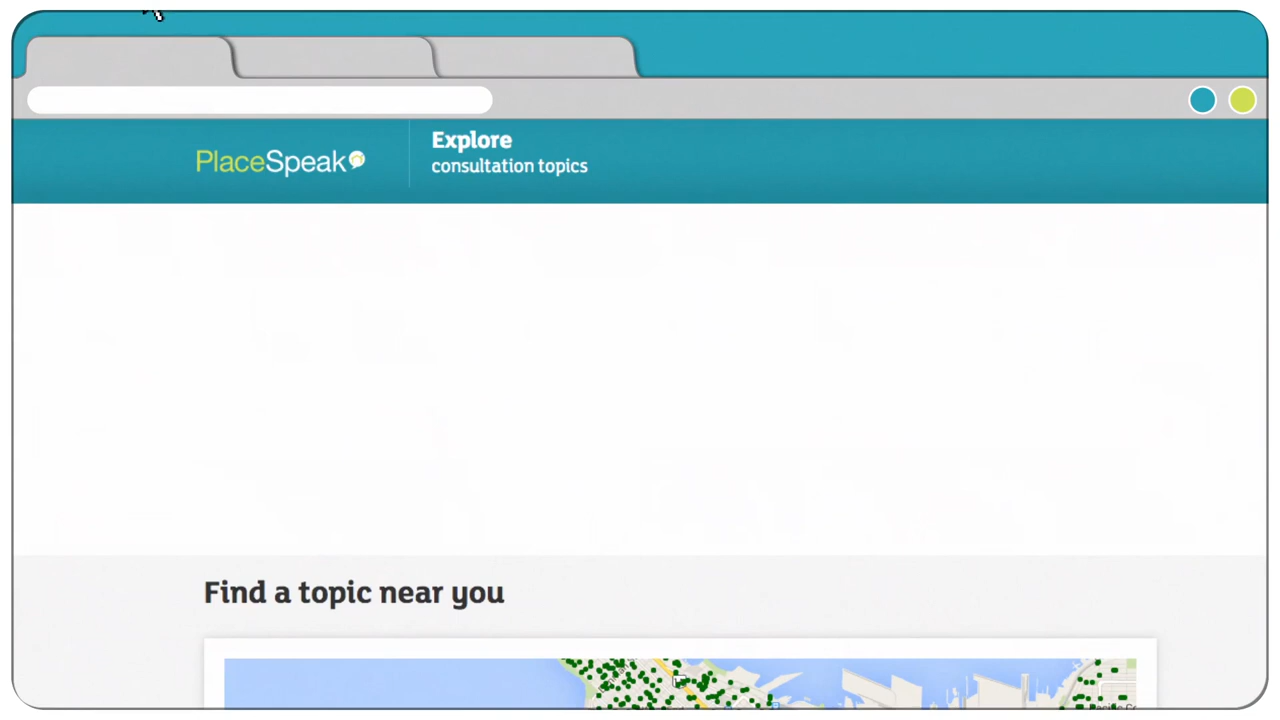 PlaceSpeak
Explore
consultation topics
Find a topic near you